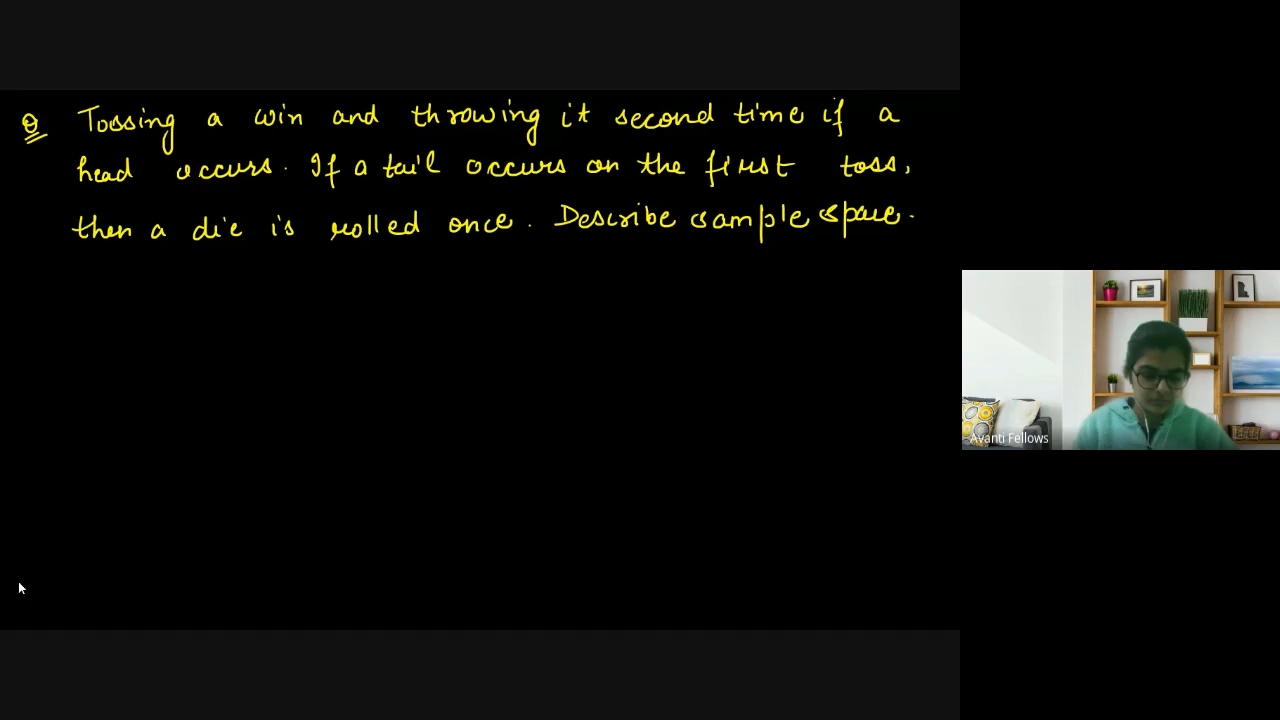 Q Tossing a coin and throwing it second time if a
head occurs. If a tail occurs on the first toss,
then a die is rolled once. Describe sample space.
Avanti Fellows